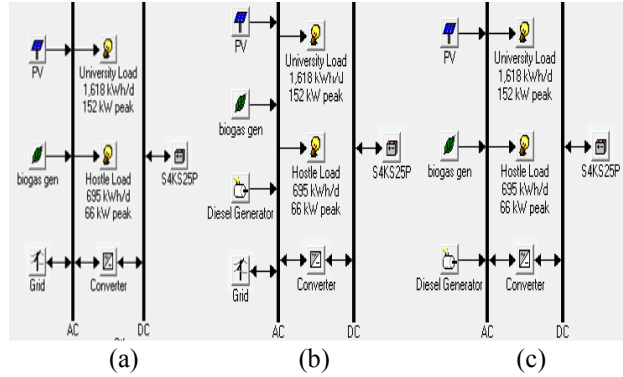 PV
University Load
1,618 kWh/d
152 kW peak
biogas gen
Hostle Load
695 kWh/d
66 kW peak
S4KS25P
Grid
Converter
AC
DC
(a)
PV
University Load
1,618 kWh/d
152 kW peak
biogas gen
Hostle Load
695 kWh/d
66 kW peak
S4KS25P
Diesel Generator
Grid
Converter
AC
DC
(b)
PV
University Load
1,618 kWh/d
152 kW peak
biogas gen
Hostle Load
695 kWh/d
66 kW peak
S4KS25P
Diesel Generator
Converter
AC
DC
(c)